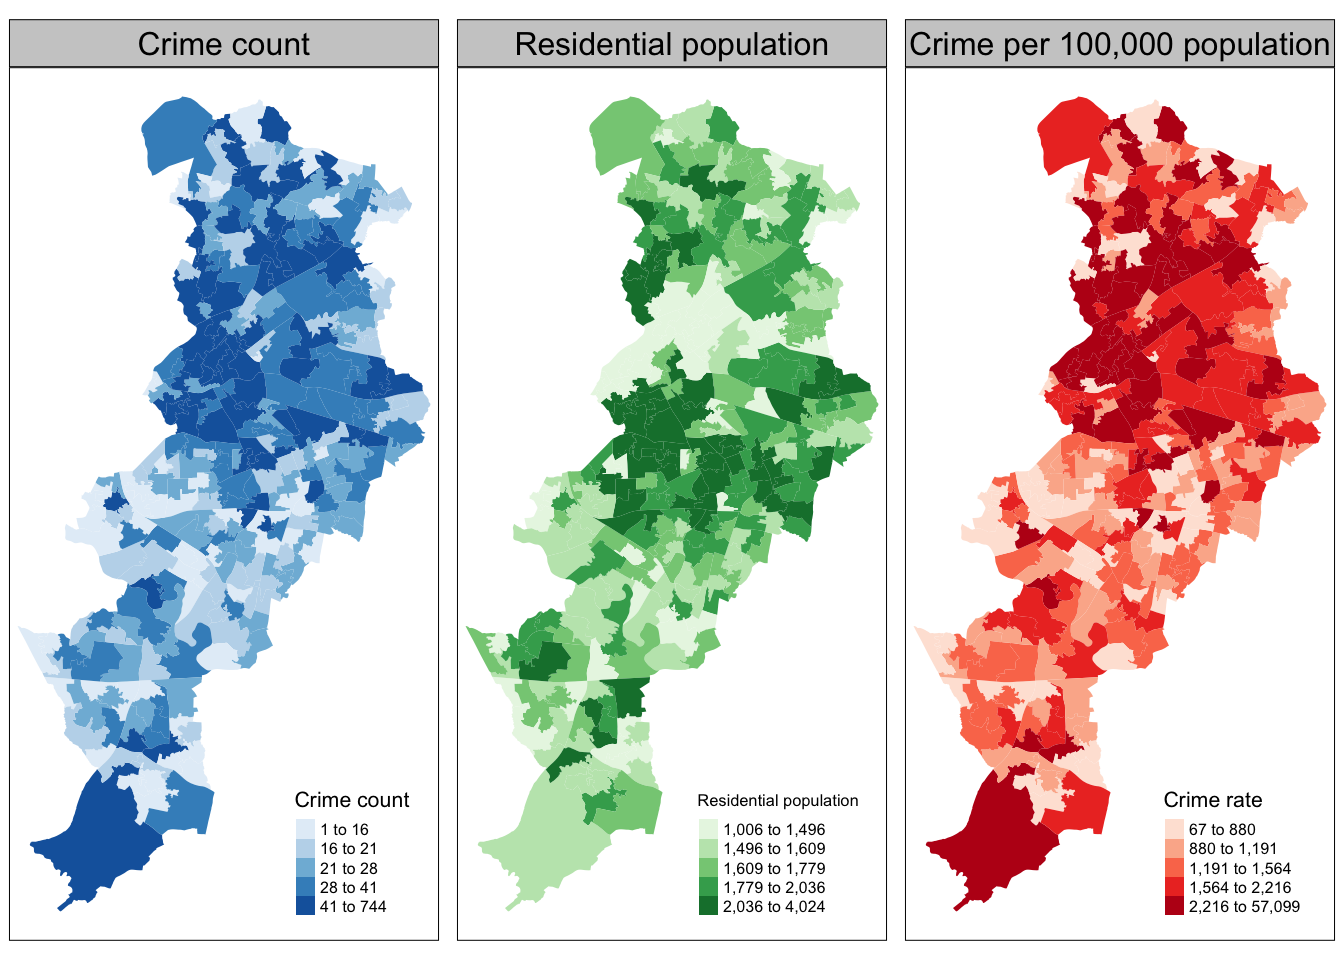 Crime count
Residential population
Crime per 100,000 population
Crime count
1 to 16
16 to 21
21 to 28
28 to 41
41 to 744
Residential population
1,006 to 1,496
1,496 to 1,609
1,609 to 1,779
1,779 to 2,036
2,036 to 4,024
Crime rate
67 to 880
880 to 1,191
1,191 to 1,564
1,564 to 2,216
2,216 to 57,099